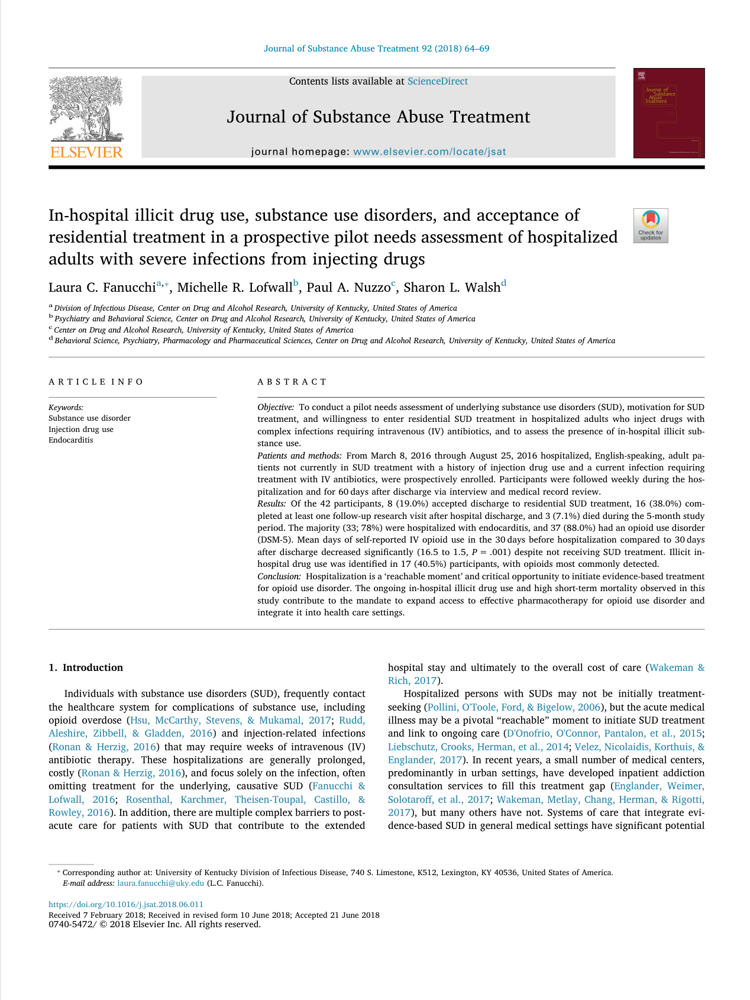 Journal of Substance Abuse Treatment 92 (2018) 64–69
Contents lists available at ScienceDirect
Journal of Substance Abuse Treatment
journal homepage: www.elsevier.com/locate/jsat
ELSEVIER
Journal of
Substance
Abuse
Treatment
In-hospital illicit drug use, substance use disorders, and acceptance of
residential treatment in a prospective pilot needs assessment of hospitalized
adults with severe infections from injecting drugs
Check for
updates
Laura C. Fanucchia,*, Michelle R. Lofwallb, Paul A. Nuzzoc, Sharon L. Walshd
a Division of Infectious Disease, Center on Drug and Alcohol Research, University of Kentucky, United States of America
b Psychiatry and Behavioral Science, Center on Drug and Alcohol Research, University of Kentucky, United States of America
c Center on Drug and Alcohol Research, University of Kentucky, United States of America
d Behavioral Science, Psychiatry, Pharmacology and Pharmaceutical Sciences, Center on Drug and Alcohol Research, University of Kentucky, United States of America
ARTICLE INFO
Keywords:
Substance use disorder
Injection drug use
Endocarditis
ABSTRACT
Objective: To conduct a pilot needs assessment of underlying substance use disorders (SUD), motivation for SUD
treatment, and willingness to enter residential SUD treatment in hospitalized adults who inject drugs with
complex infections requiring intravenous (IV) antibiotics, and to assess the presence of in-hospital illicit sub-
stance use.
Patients and methods: From March 8, 2016 through August 25, 2016 hospitalized, English-speaking, adult pa-
tients not currently in SUD treatment with a history of injection drug use and a current infection requiring
treatment with IV antibiotics, were prospectively enrolled. Participants were followed weekly during the hos-
pitalization and for 60 days after discharge via interview and medical record review.
Results: Of the 42 participants, 8 (19.0%) accepted discharge to residential SUD treatment, 16 (38.0%) com-
pleted at least one follow-up research visit after hospital discharge, and 3 (7.1%) died during the 5-month study
period. The majority (33; 78%) were hospitalized with endocarditis, and 37 (88.0%) had an opioid use disorder
(DSM-5). Mean days of self-reported IV opioid use in the 30 days before hospitalization compared to 30 days
after discharge decreased significantly (16.5 to 1.5, P = .001) despite not receiving SUD treatment. Illicit in-
hospital drug use was identified in 17 (40.5%) participants, with opioids most commonly detected.
Conclusion: Hospitalization is a ‘reachable moment’ and critical opportunity to initiate evidence-based treatment
for opioid use disorder. The ongoing in-hospital illicit drug use and high short-term mortality observed in this
study contribute to the mandate to expand access to effective pharmacotherapy for opioid use disorder and
integrate it into health care settings.
1. Introduction
Individuals with substance use disorders (SUD), frequently contact
the healthcare system for complications of substance use, including
opioid overdose (Hsu, McCarthy, Stevens, & Mukamal, 2017; Rudd,
Aleshire, Zibbell, & Gladden, 2016) and injection-related infections
(Ronan & Herzig, 2016) that may require weeks of intravenous (IV)
antibiotic therapy. These hospitalizations are generally prolonged,
costly (Ronan & Herzig, 2016), and focus solely on the infection, often
omitting treatment for the underlying, causative SUD (Fanucchi &
Lofwall, 2016; Rosenthal, Karchmer, Theisen-Toupal, Castillo, &
Rowley, 2016). In addition, there are multiple complex barriers to post-
acute care for patients with SUD that contribute to the extended
hospital stay and ultimately to the overall cost of care (Wakeman &
Rich, 2017).
Hospitalized persons with SUDs may not be initially treatment-
seeking (Pollini, O'Toole, Ford, & Bigelow, 2006), but the acute medical
illness may be a pivotal “reachable” moment to initiate SUD treatment
and link to ongoing care (D'Onofrio, O'Connor, Pantalon, et al., 2015;
Liebschutz, Crooks, Herman, et al., 2014; Velez, Nicolaidis, Korthuis, &
Englander, 2017). In recent years, a small number of medical centers,
predominantly in urban settings, have developed inpatient addiction
consultation services to fill this treatment gap (Englander, Weimer,
Solotaroff, et al., 2017; Wakeman, Metlay, Chang, Herman, & Rigotti,
2017), but many others have not. Systems of care that integrate evi-
dence-based SUD in general medical settings have significant potential
* Corresponding author at: University of Kentucky Division of Infectious Disease, 740 S. Limestone, K512, Lexington, KY 40536, United States of America.
E-mail address: laura.fanucchi@uky.edu (L.C. Fanucchi).
https://doi.org/10.1016/j.jsat.2018.06.011
Received 7 February 2018; Received in revised form 10 June 2018; Accepted 21 June 2018
0740-5472/ © 2018 Elsevier Inc. All rights reserved.